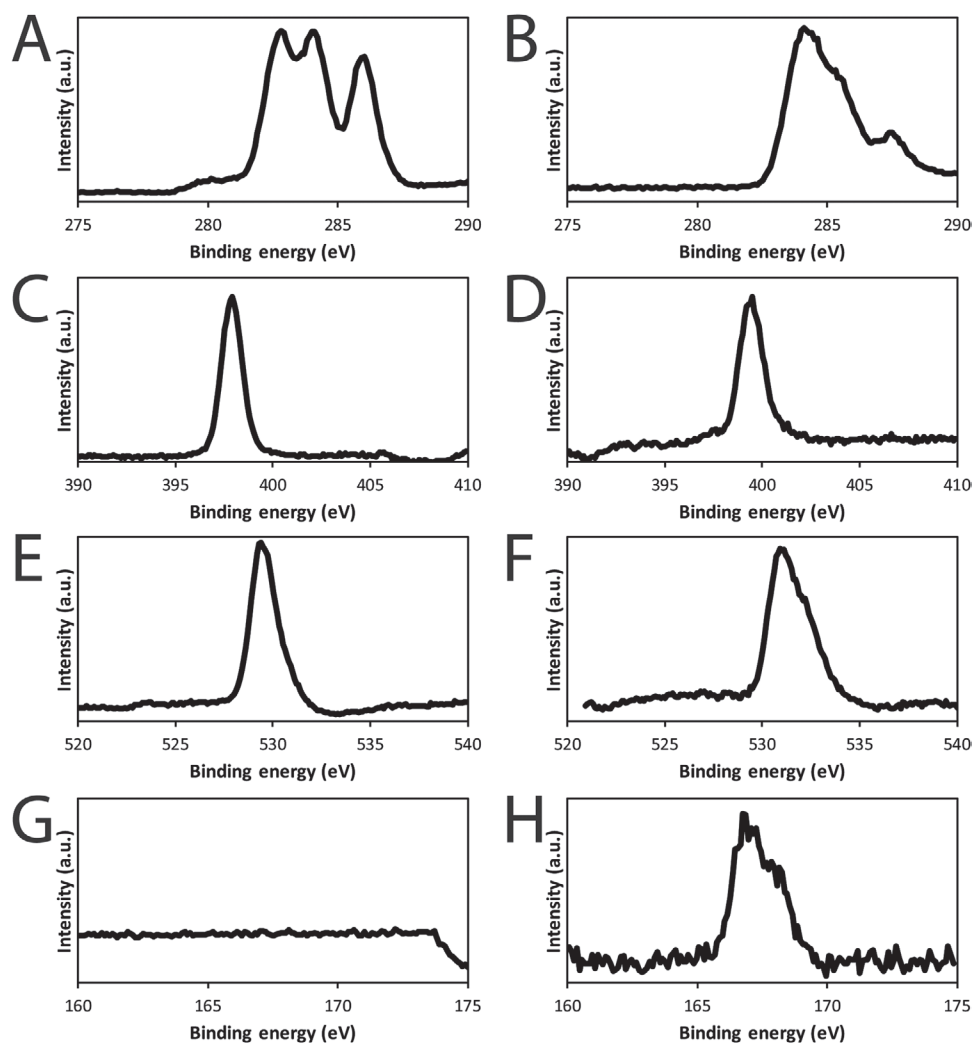 A
Intensity (a.u.)
275 280 285 290
Binding energy (eV)
B
Intensity (a.u.)
275 280 285 290
Binding energy (eV)
C
Intensity (a.u.)
390 395 400 405 410
Binding energy (eV)
D
Intensity (a.u.)
390 395 400 405 410
Binding energy (eV)
E
Intensity (a.u.)
520 525 530 535 540
Binding energy (eV)
F
Intensity (a.u.)
520 525 530 535 540
Binding energy (eV)
G
Intensity (a.u.)
160 165 170 175
Binding energy (eV)
H
Intensity (a.u.)
160 165 170 175
Binding energy (eV)